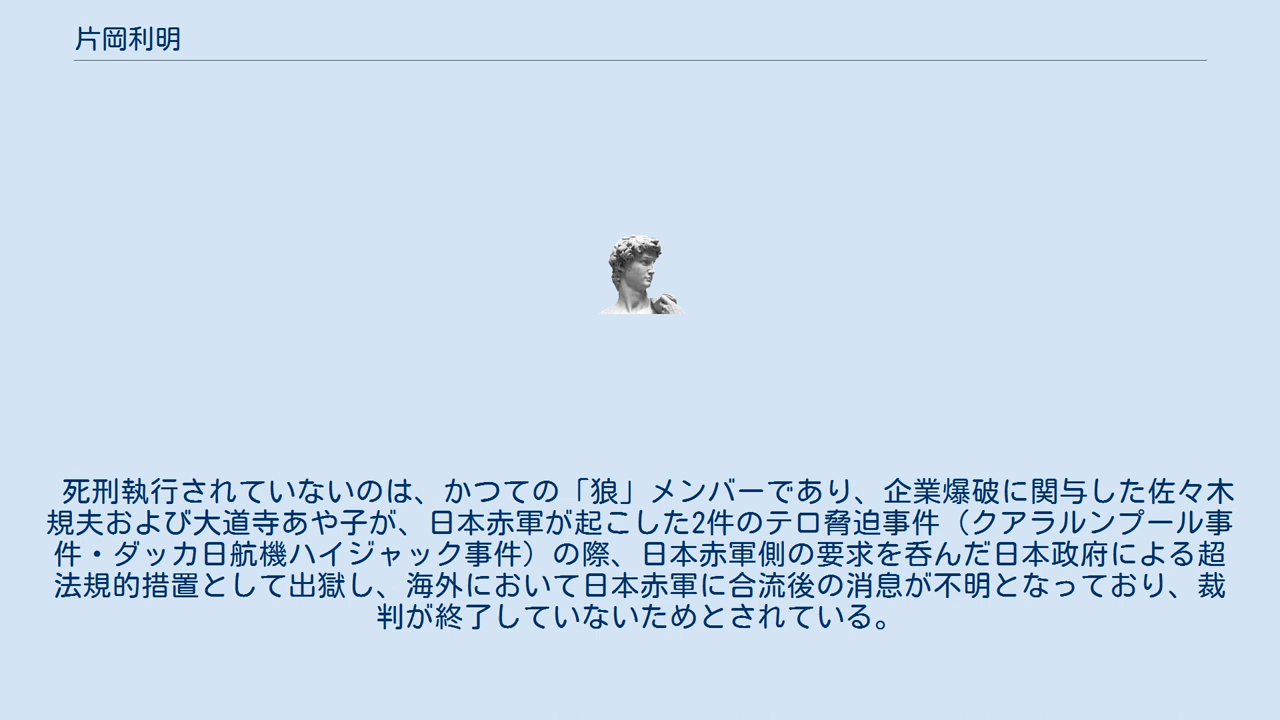 片岡利明
死刑執行されていないのは、かつての「狼」メンバーであり、企業爆破に関与した佐々木
規夫および大道寺あや子が、日本赤軍が起こした2件のテロ脅迫事件（クアラルンプール事
件・ダッカ日航機ハイジャック事件）の際、日本赤軍側の要求を呑んだ日本政府による超
法規的措置として出獄し、海外において日本赤軍に合流後の消息が不明となっており、裁
判が終了していないためとされている。